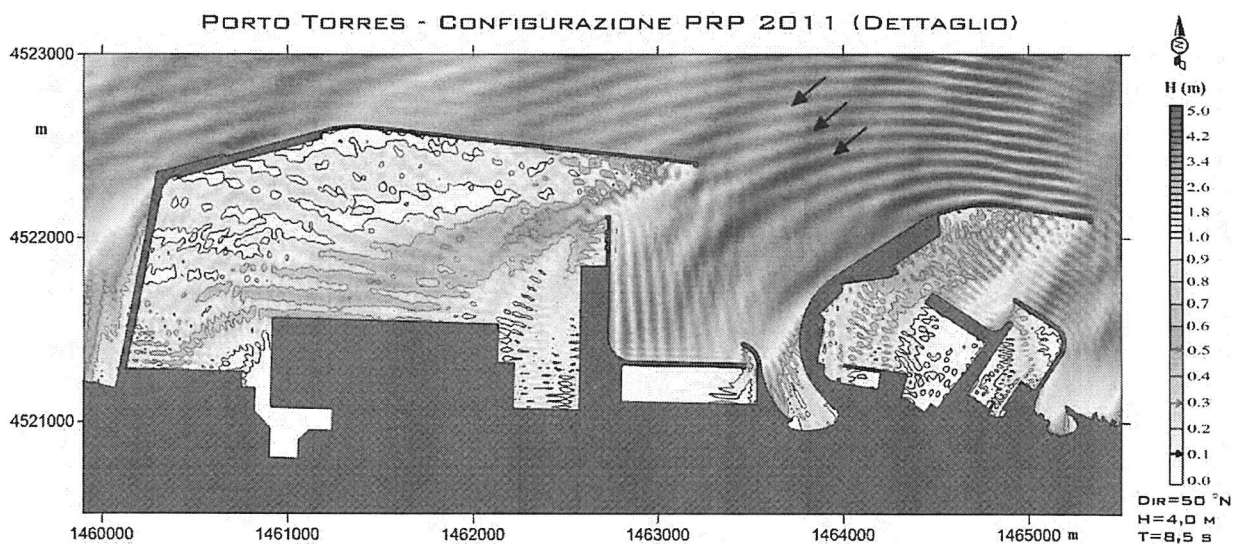 PORTO TORRES - CONFIGURAZIONE PRP 2011 (DETTAGLIO)
N
4523000
m
4522000
4521000
1460000 1461000 1462000 1463000 1464000 1465000
m
H (m)
5.0
4.2
3.4
2.6
1.8
1.0
0.9
0.8
0.7
0.6
0.5
0.4
0.3
0.2
0.1
0.0
DIR=50 °N
H=4,0 M
T=8,5 S